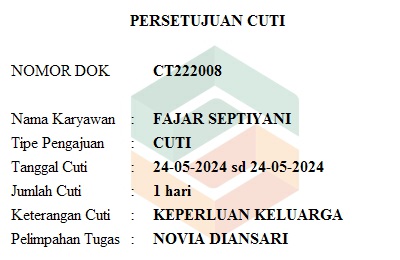 PERSETUJUAN CUTI
NOMOR DOK CT222008
Nama Karyawan : FAJAR SEPTIYANI
Tipe Pengajuan : CUTI
Tanggal Cuti : 24-05-2024 sd 24-05-2024
Jumlah Cuti : 1 hari
Keterangan Cuti : KEPERLUAN KELUARGA
Pelimpahan Tugas : NOVIA DIANSARI